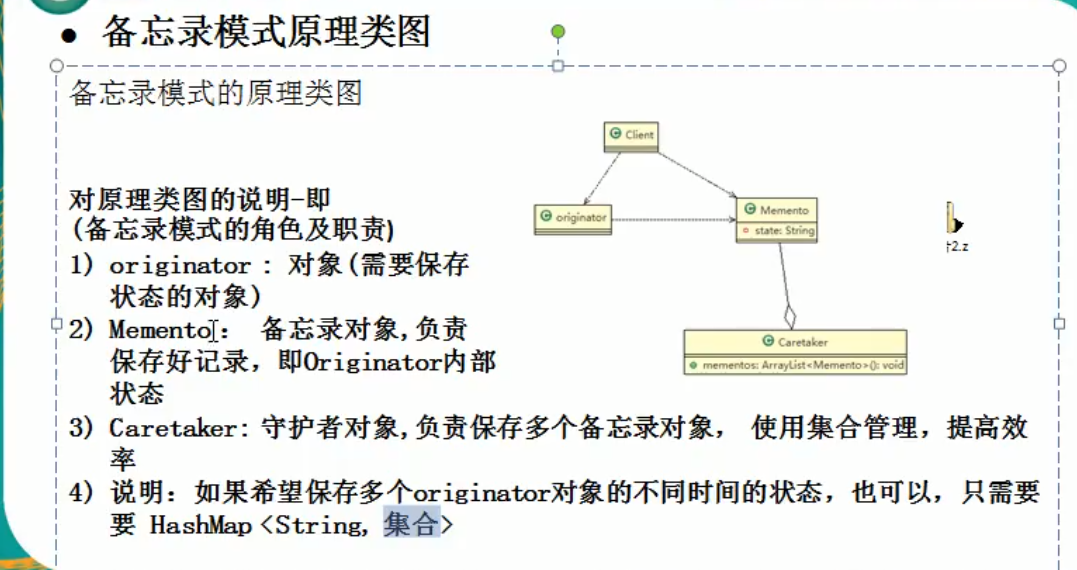 ● 备忘录模式原理类图
备忘录模式的原理类图
对原理类图的说明-即
(备忘录模式的角色及职责)
1) originator : 对象(需要保存
状态的对象)
2) Memento: 备忘录对象,负责
保存好记录，即Originator内部
状态
3) Caretaker: 守护者对象,负责保存多个备忘录对象， 使用集合管理，提高效
率
4) 说明：如果希望保存多个originator对象的不同时间的状态，也可以，只需要
要 HashMap <String, 集合>
Client
originator
Memento
state: String
Caretaker
mementos: ArrayList<Memento>(): void
2.z